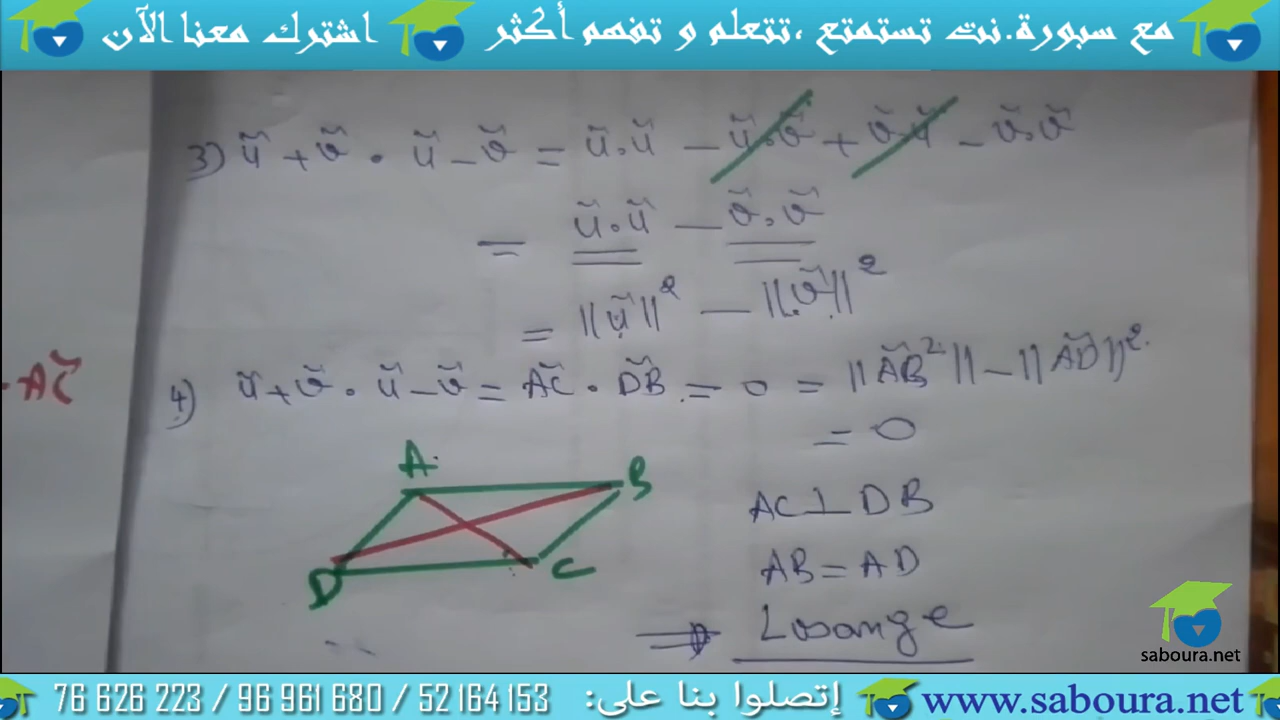 مع سبورة.نت تستمتع ،تتعلم و تفهم أكثر اشترك معنا الآن
3) ũ + ṽ . ũ - ṽ = ũ.ũ - ũ.ṽ + ṽ.ũ - ṽ.ṽ
= ũ.ũ - ṽ.ṽ
= ||ũ||² - ||ṽ||²
. AC̃
4) ũ + ṽ . ũ - ṽ = AC̃ . DB̃ = 0 = ||AB̃²|| - ||AD̃||²
= 0
A B
D C
AC ⊥ DB
AB = AD
⇒ Losange
saboura.net
76 626 223 / 96 961 680 / 52 164 153 إتصلوا بنا على: www.saboura.net